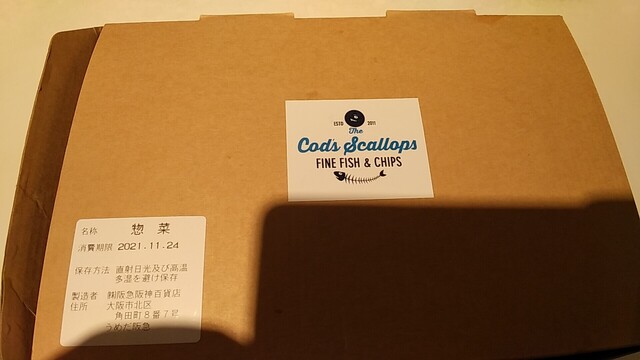 ESTD 2011
The
Cod's Scallops
FINE FISH & CHIPS
名称 惣菜
消費期限 2021.11.24
保存方法 直射日光及び高温
多湿を避け保存
製造者 ㈱阪急阪神百貨店
住所 大阪市北区
角田町8番7号
うめだ阪急